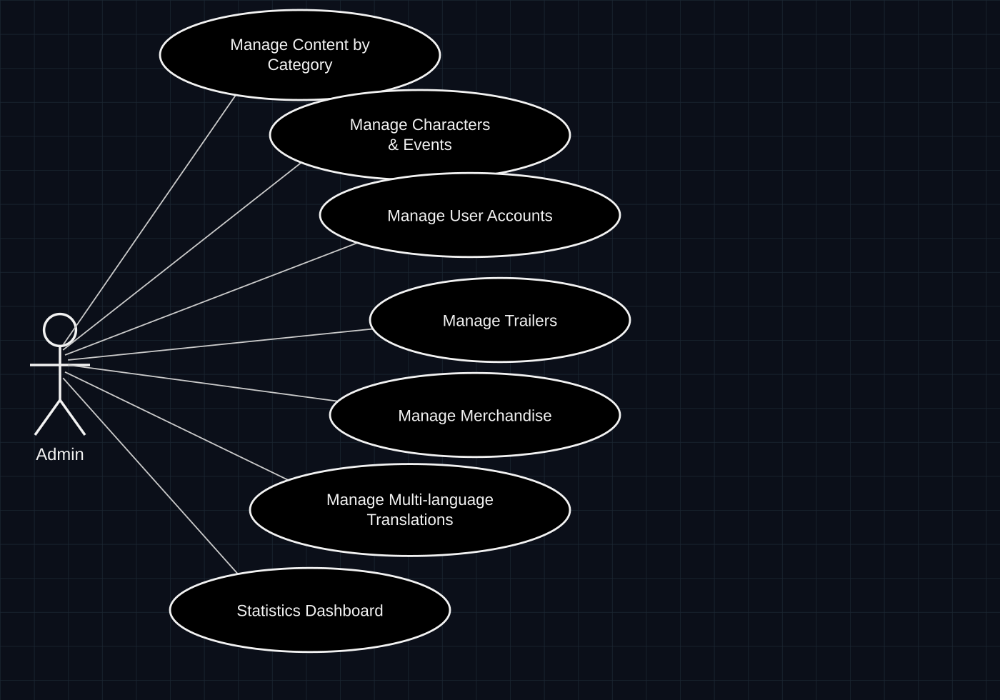 Manage Content by
Category
Manage Characters
& Events
Manage User Accounts
Manage Trailers
Manage Merchandise
Admin
Manage Multi-language
Translations
Statistics Dashboard